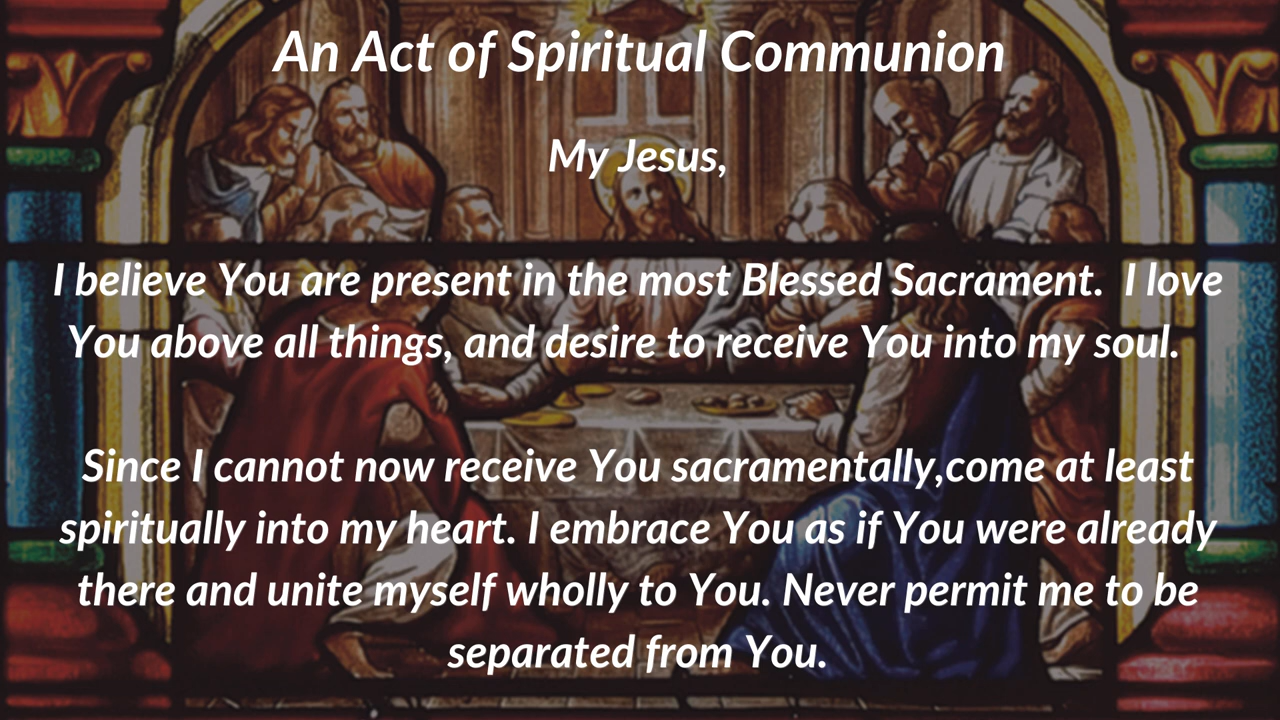 An Act of Spiritual Communion
My Jesus,
I believe You are present in the most Blessed Sacrament.  I love
You above all things, and desire to receive You into my soul.
Since I cannot now receive You sacramentally,come at least
spiritually into my heart. I embrace You as if You were already
there and unite myself wholly to You. Never permit me to be
separated from You.